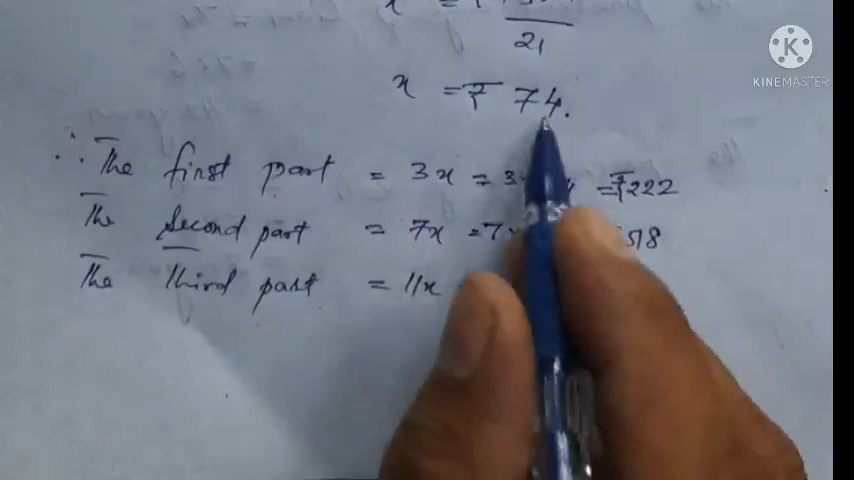 x =
21
x = ₹ 74.
∴ The first part = 3x = 3 = ₹222
The Second part = 7x = 7 518
The third part = 11x
K
KINEMASTER